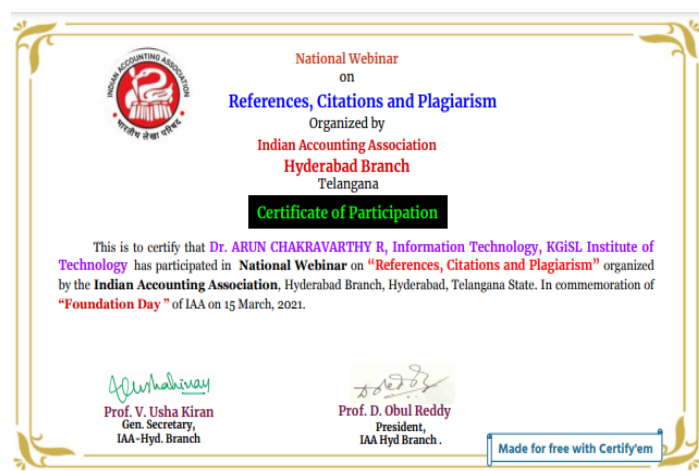 INDIAN ACCOUNTING ASSOCIATION
भारतीय लेखा परिषद्
National Webinar
on
References, Citations and Plagiarism
Organized by
Indian Accounting Association
Hyderabad Branch
Telangana
Certificate of Participation
This is to certify that Dr. ARUN CHAKRAVARTHY R, Information Technology, KGiSL Institute of
Technology has participated in National Webinar on “References, Citations and Plagiarism” organized
by the Indian Accounting Association, Hyderabad Branch, Hyderabad, Telangana State. In commemoration of
“Foundation Day ” of IAA on 15 March, 2021.
Prof. V. Usha Kiran
Gen. Secretary,
IAA-Hyd. Branch
Prof. D. Obul Reddy
President,
IAA Hyd Branch .
Made for free with Certify'em